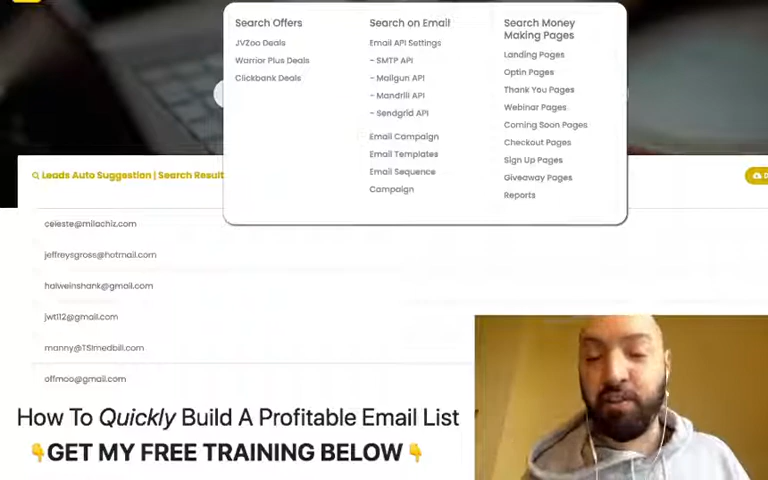 Search Offers
JVZoo Deals
Warrior Plus Deals
Clickbank Deals
Search on Email
Email API Settings
- SMTP API
- Mailgun API
- Mandrill API
- Sendgrid API
Email Campaign
Email Templates
Email Sequence
Campaign
Search Money
Making Pages
Landing Pages
Optin Pages
Thank You Pages
Webinar Pages
Coming Soon Pages
Checkout Pages
Sign Up Pages
Giveaway Pages
Reports
Leads Auto Suggestion | Search Result
celeste@milachiz.com
jeffreysgross@hotmail.com
halweinshank@gmail.com
jwt112@gmail.com
manny@TSImedbill.com
offmoo@gmail.com
How To Quickly Build A Profitable Email List
👇GET MY FREE TRAINING BELOW👇